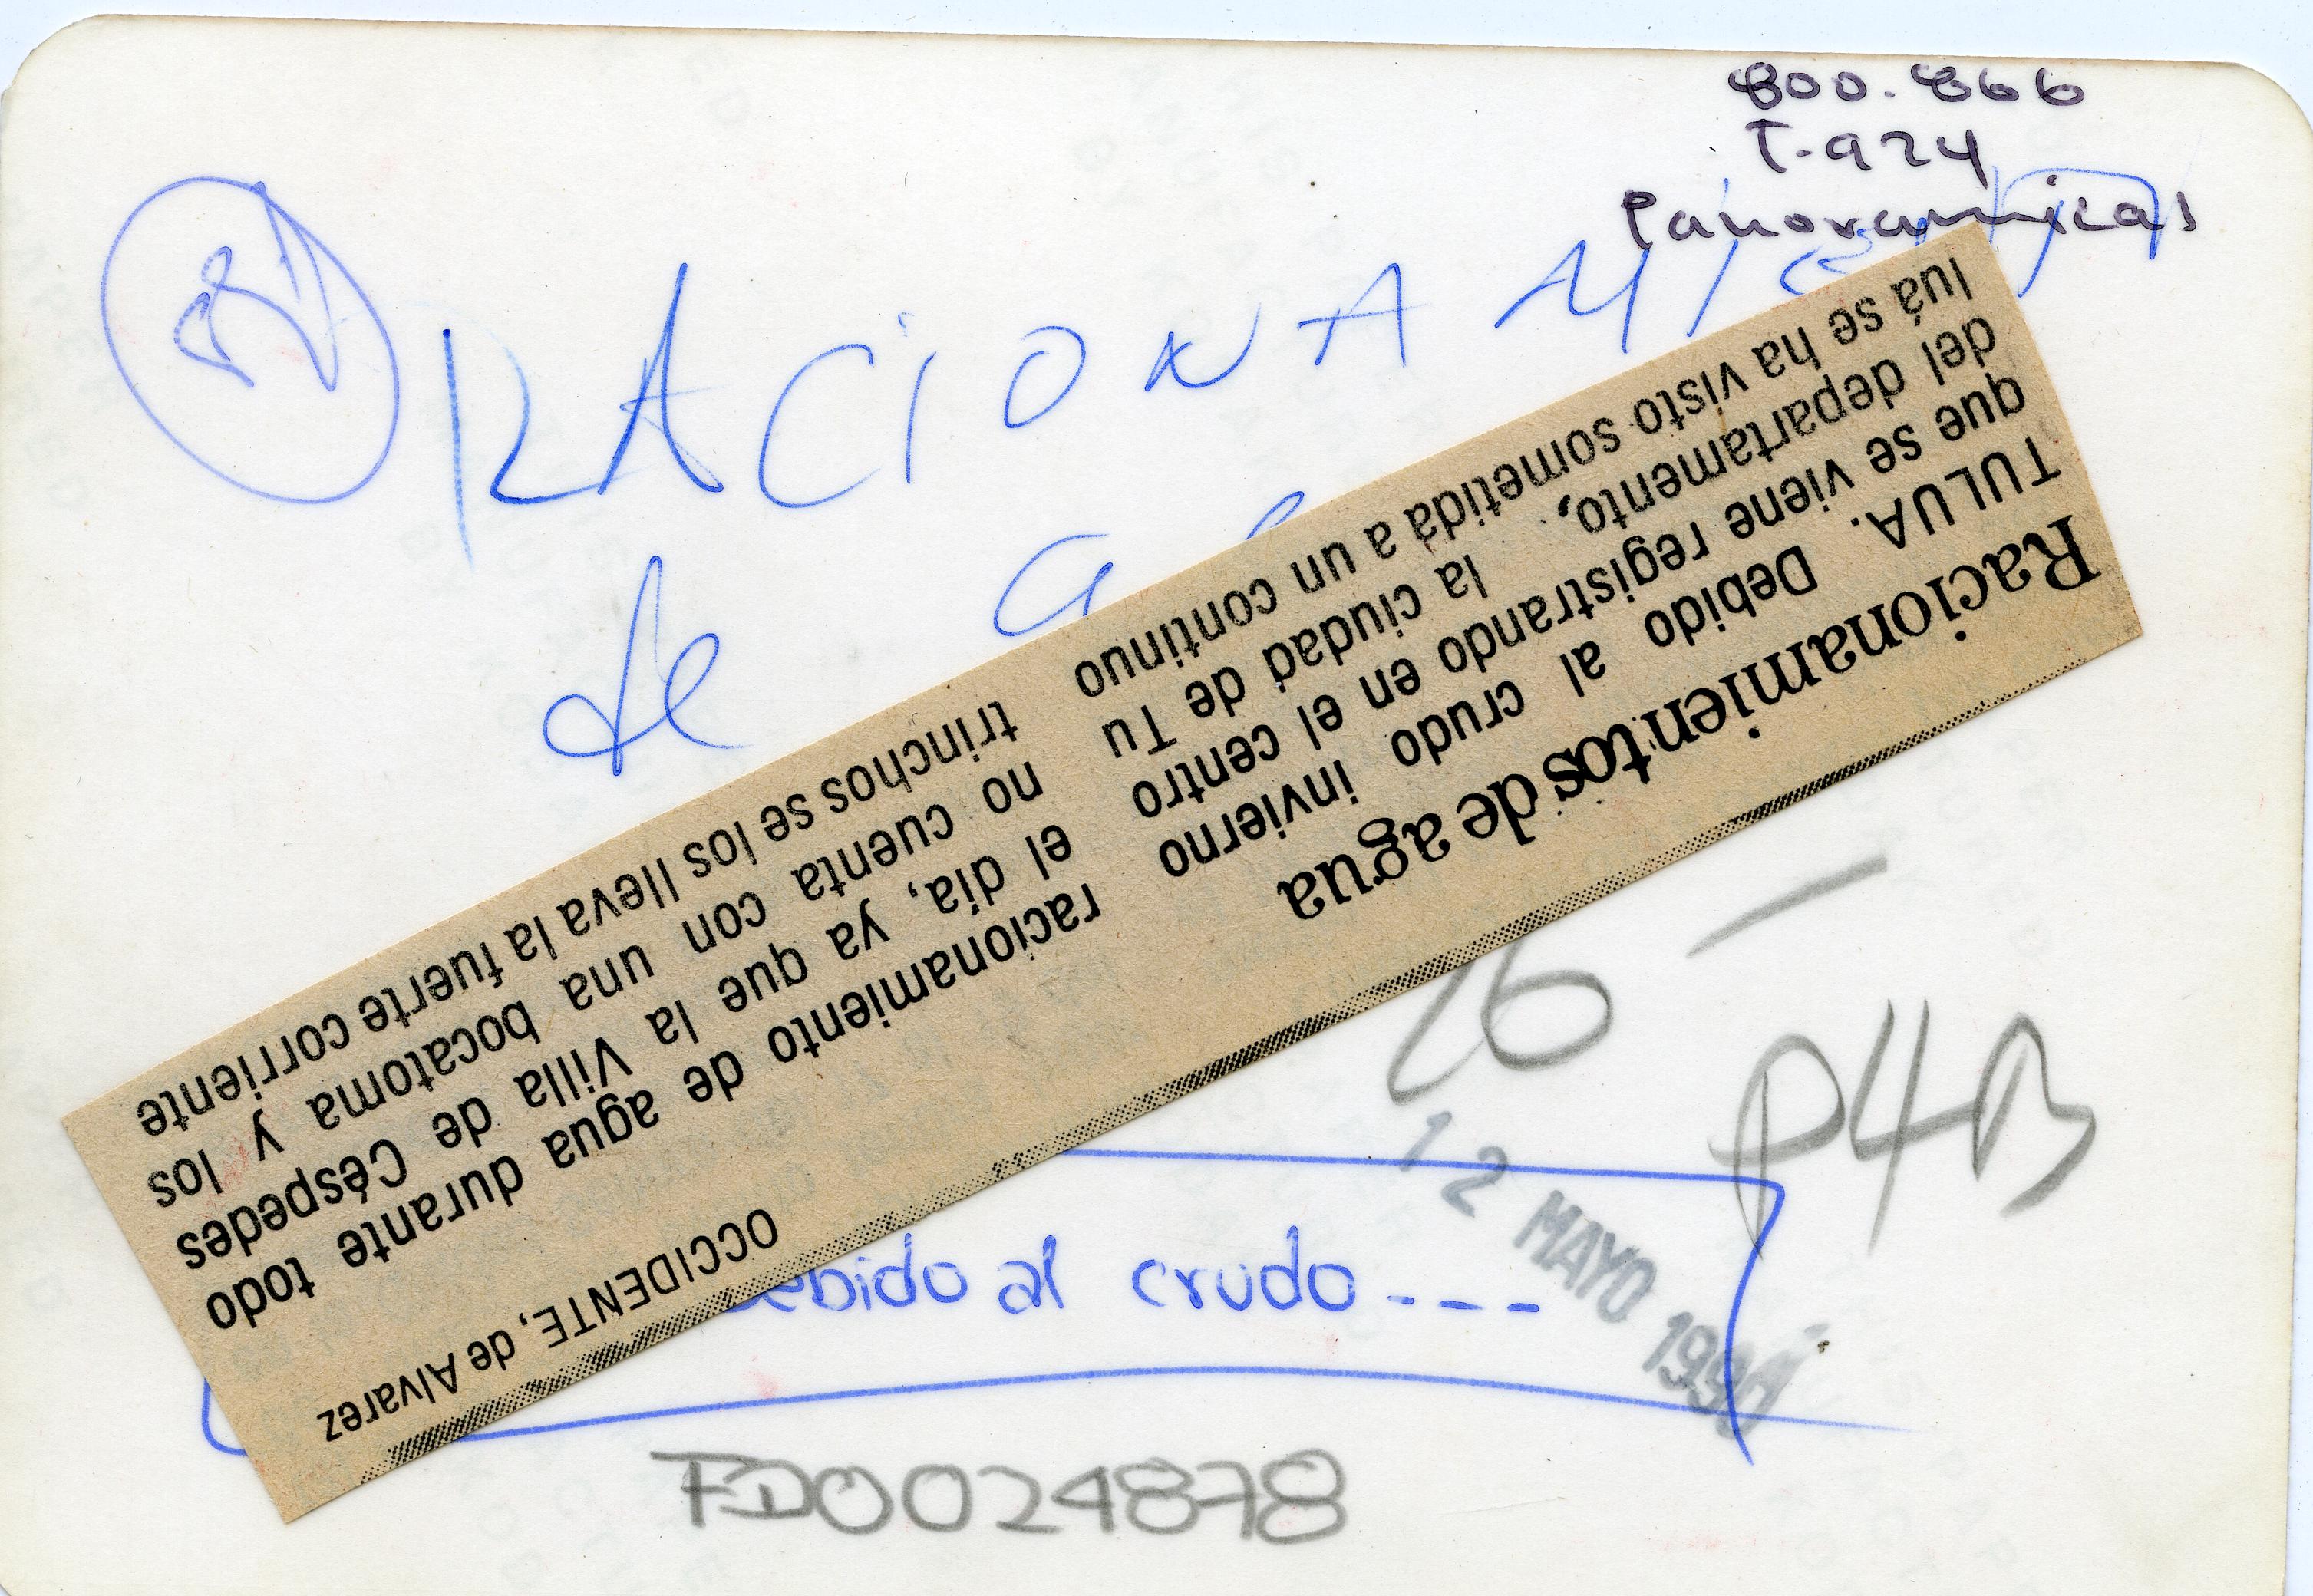 800.866
T-924
Panoramicas
RACIONAMIEN
de
Racionamientos de agua
TULUA. Debido al crudo invierno
que se viene registrando en el centro
del departamento, la ciudad de Tu
luá se ha visto sometida a un continuo
racionamiento de agua durante todo
el día, ya que la Villa de Céspedes
no cuenta con una bocatoma y los
trinchos se los lleva la fuerte corriente
OCCIDENTE, de Alvarez
16 -
P4B
12 MAYO 1990
ebido al crudo - - -
FD0024878